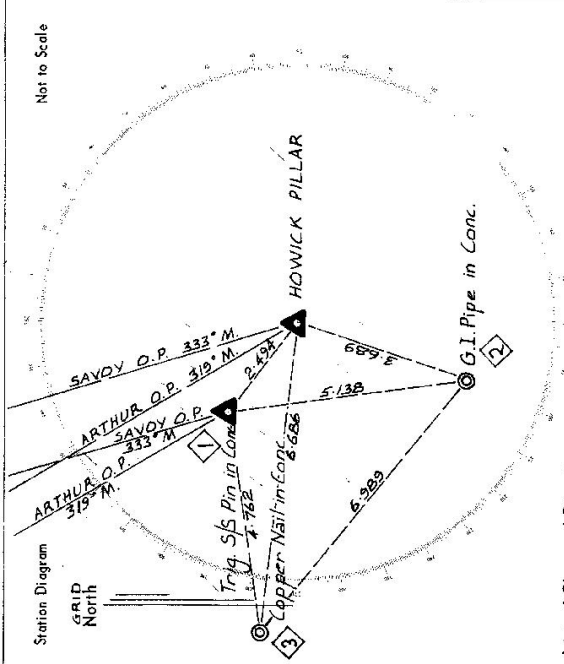 Not to Scale
Station Diagram
GRID
North
SAVOY O.P. 333° M.
ARTHUR O.P. 319° M.
SAVOY O.P.
333° M
ARTHUR O.P.
319° M.
HOWICK PILLAR
2.494
1
Trig. S/S Pin in Conc.
4.762
6.686
Copper Nail in Conc.
3
5.138
3.689
6.989
G.I. Pipe in Conc.
2